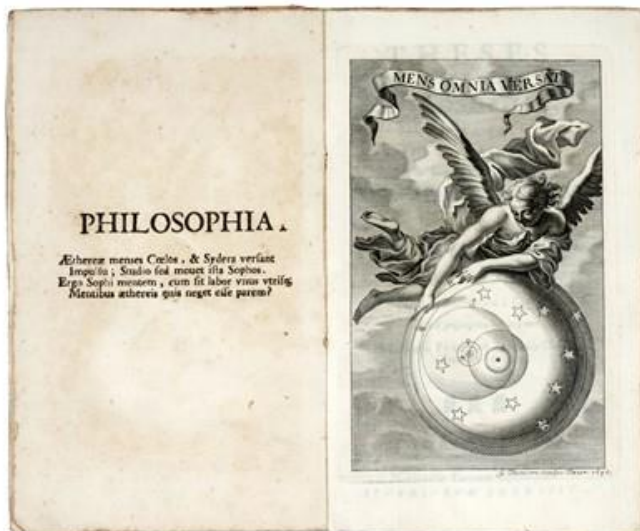 PHILOSOPHIA.
Æthereæ mentes Cœlos, & Sydera versant
Impulsu; Studio sed mouet ista Sophos.
Ergo Sophi mentem, cum sit labor vnus vtrisq;
Mentibus æthereis quis neget esse parem?
MENS OMNIA VERSAT